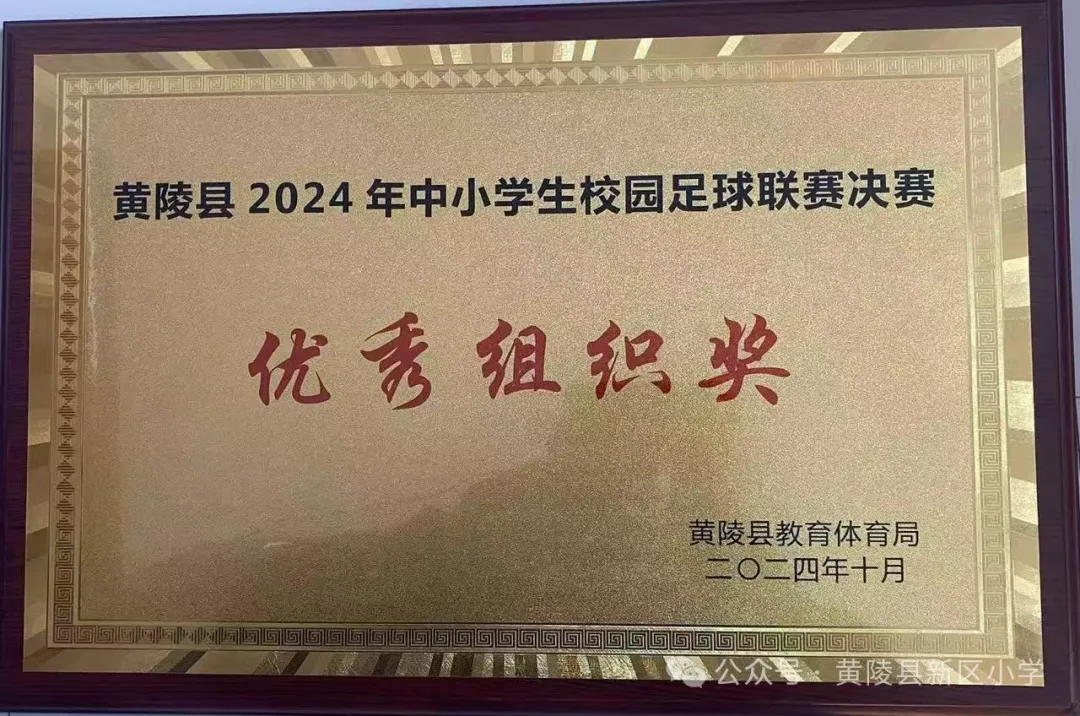 黄陵县 2024 年中小学生校园足球联赛决赛
优秀组织奖
黄陵县教育体育局
二〇二四年十月
公众号 · 黄陵县新区小学